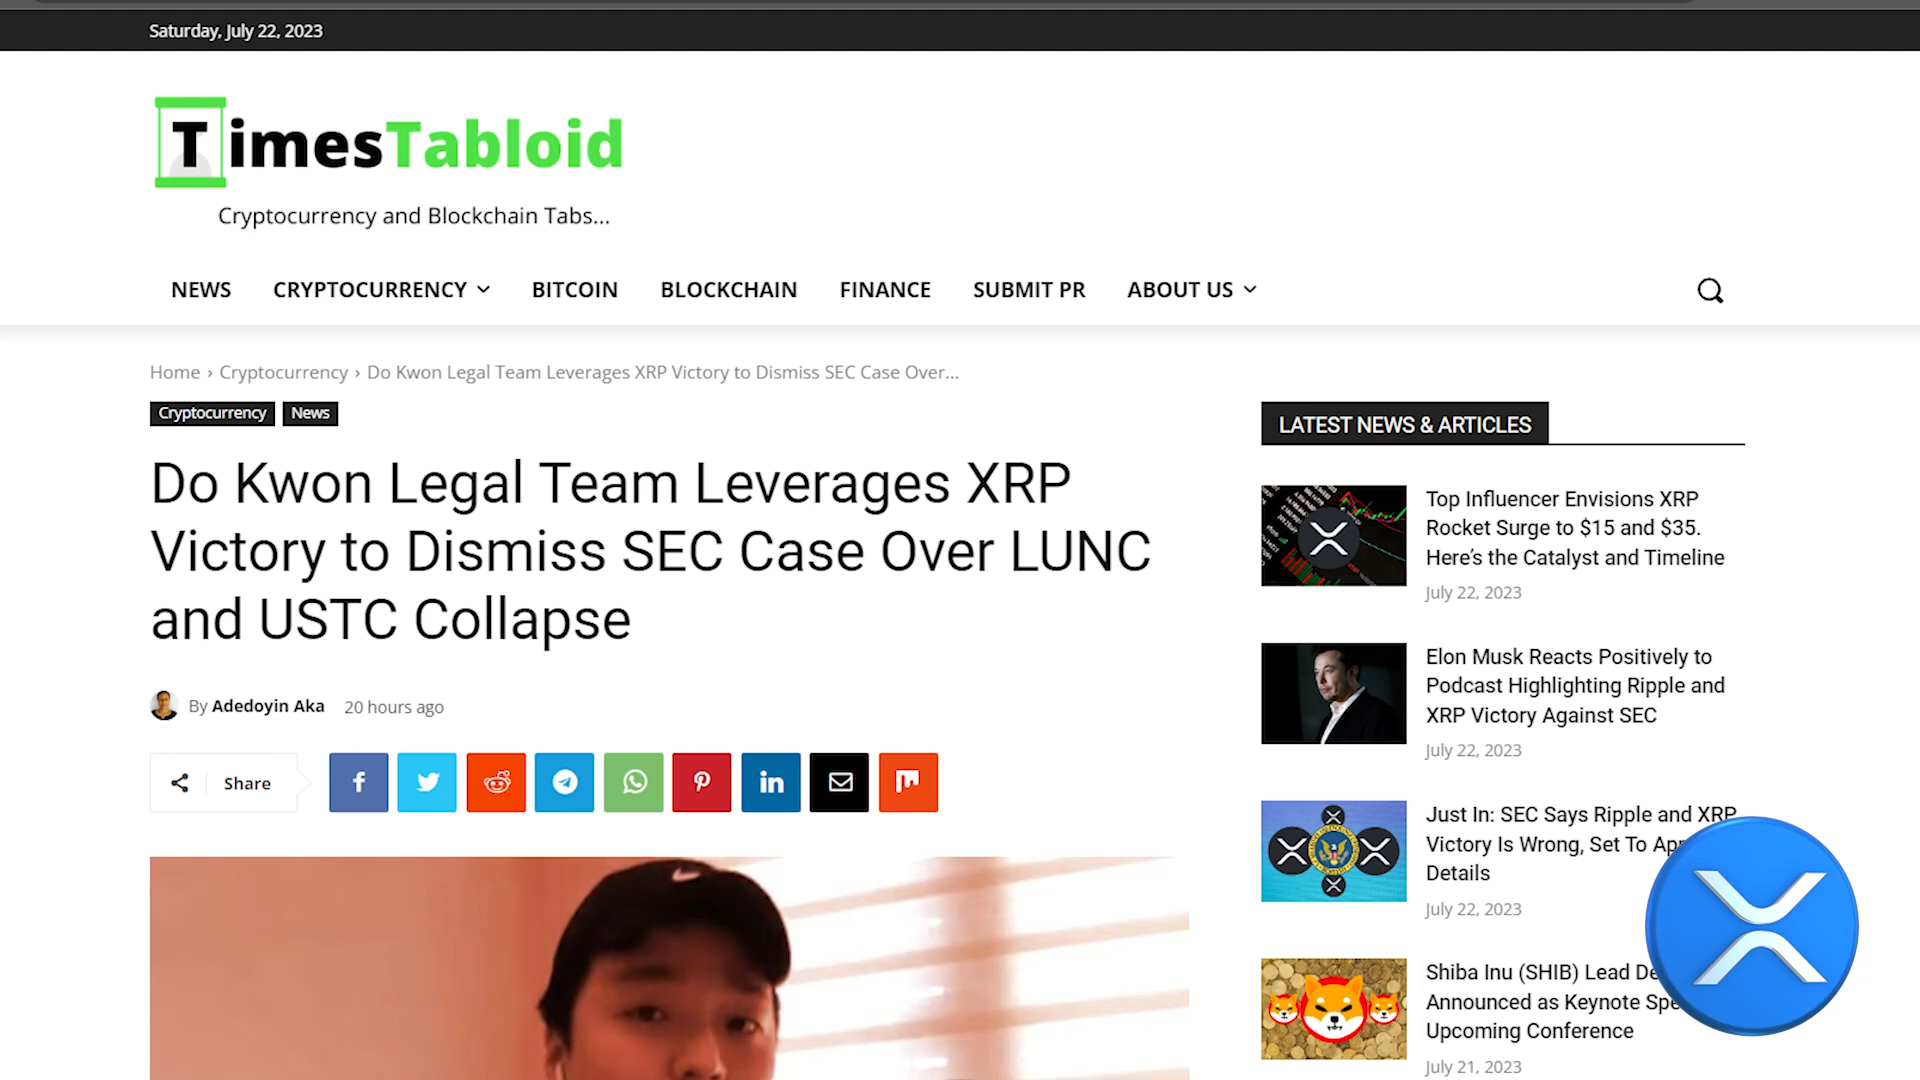 Saturday, July 22, 2023
TimesTabloid
Cryptocurrency and Blockchain Tabs...
NEWS CRYPTOCURRENCY BITCOIN BLOCKCHAIN FINANCE SUBMIT PR ABOUT US
Home › Cryptocurrency › Do Kwon Legal Team Leverages XRP Victory to Dismiss SEC Case Over...
Cryptocurrency News
Do Kwon Legal Team Leverages XRP
Victory to Dismiss SEC Case Over LUNC
and USTC Collapse
By Adedoyin Aka 20 hours ago
Share
LATEST NEWS & ARTICLES
Top Influencer Envisions XRP
Rocket Surge to $15 and $35.
Here’s the Catalyst and Timeline
July 22, 2023
Elon Musk Reacts Positively to
Podcast Highlighting Ripple and
XRP Victory Against SEC
July 22, 2023
Just In: SEC Says Ripple and XRP
Victory Is Wrong, Set To
Details
July 22, 2023
Shiba Inu (SHIB) Lead
Announced as Keynote
Upcoming Conference
July 21, 2023